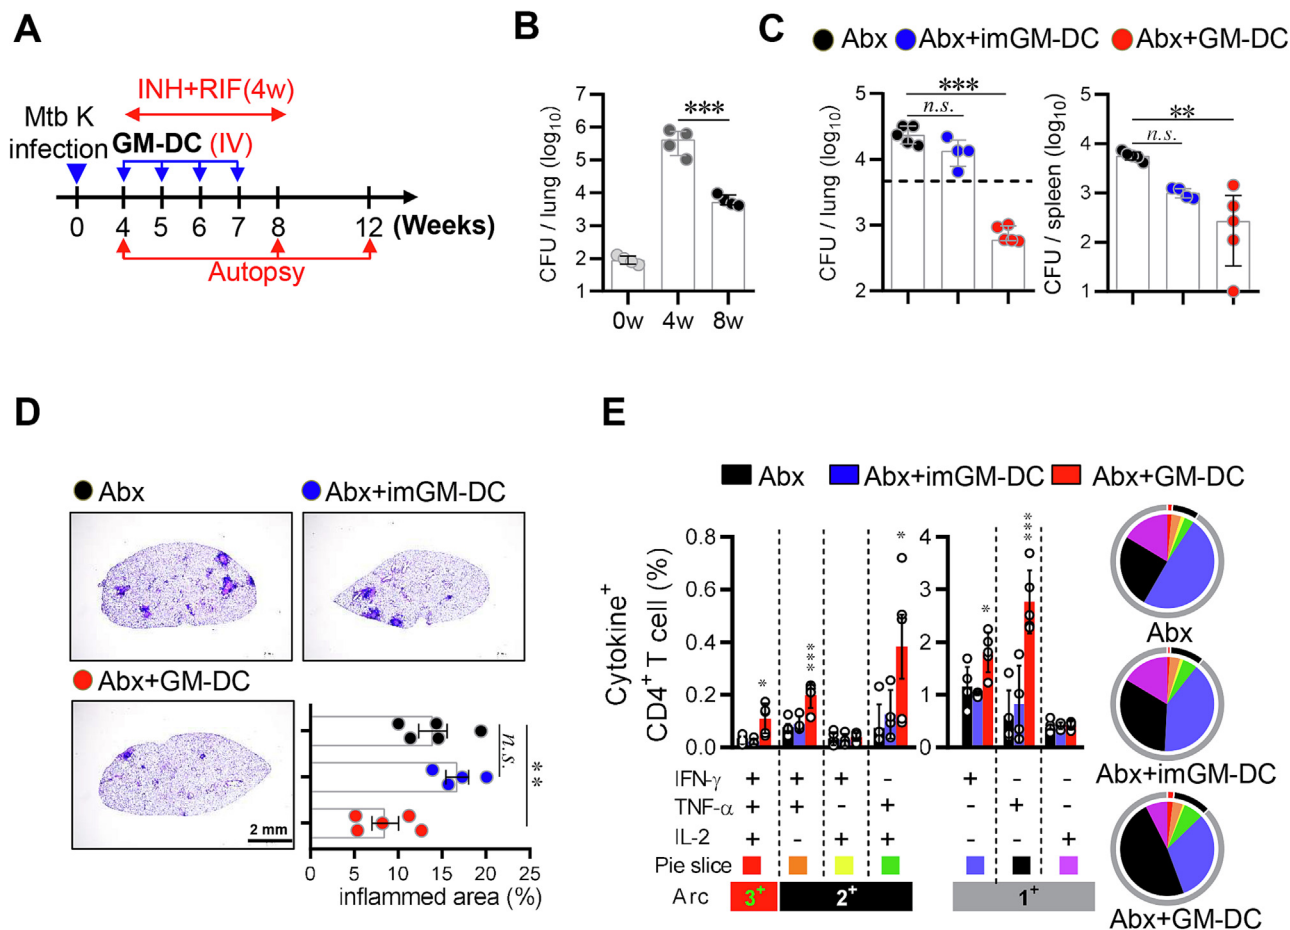 A
INH+RIF(4w)
Mtb K
infection
GM-DC (IV)
0 4 5 6 7 8 12 (Weeks)
Autopsy
B
CFU / lung (log10)
7
6
5
4
3
2
1
***
0w 4w 8w
C
Abx Abx+imGM-DC Abx+GM-DC
CFU / lung (log10)
5
4
3
2
***
n.s.
CFU / spleen (log10)
5
4
3
2
1
**
n.s.
D
Abx Abx+imGM-DC
Abx+GM-DC
2 mm
n.s.
**
0 5 10 15 20 25
inflammed area (%)
E
Abx Abx+imGM-DC Abx+GM-DC
Cytokine+
CD4+ T cell (%)
0.8
0.6
0.4
0.2
0.0
* *** *
4
3
2
1
0
* ***
IFN-γ + + + - + - -
TNF-α + + - + - + -
IL-2 + - + + - - +
Pie slice
Arc 3+ 2+ 1+
Abx
Abx+imGM-DC
Abx+GM-DC